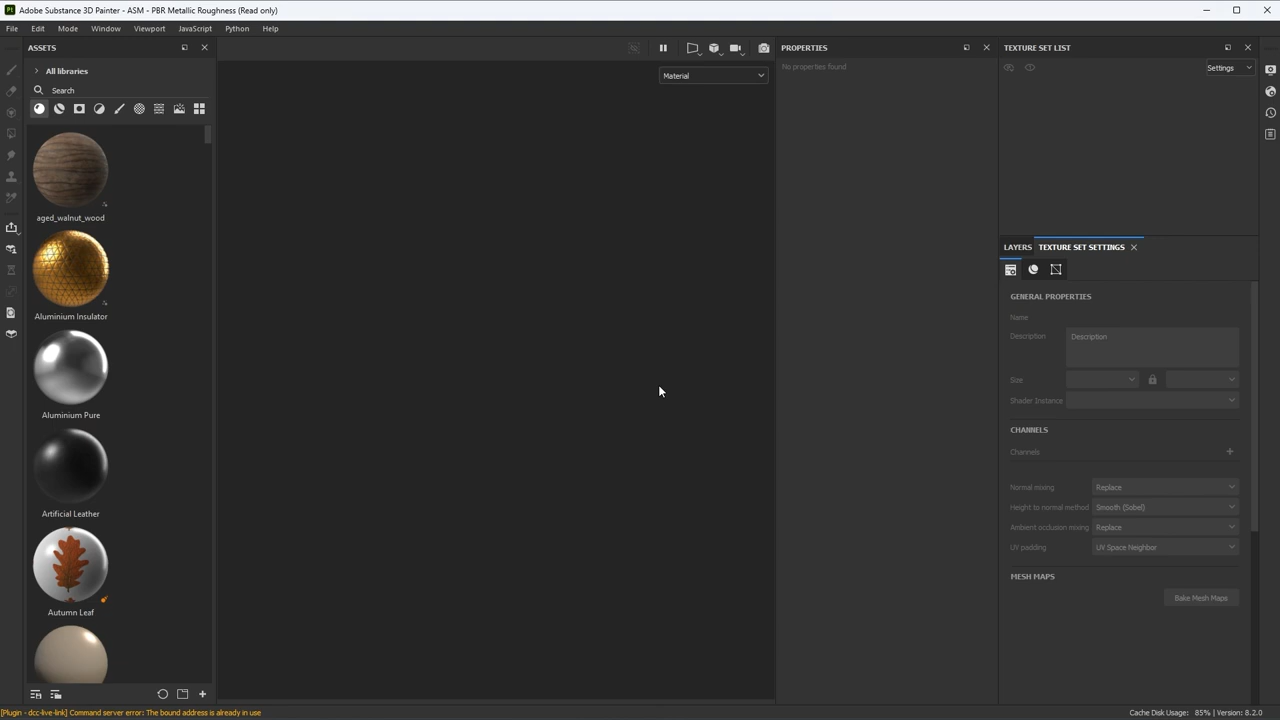 Adobe Substance 3D Painter - ASM - PBR Metallic Roughness (Read only)
File Edit Mode Window Viewport JavaScript Python Help
ASSETS
All libraries
Search
aged_walnut_wood
Aluminium Insulator
Aluminium Pure
Artificial Leather
Autumn Leaf
Material
PROPERTIES
No properties found
TEXTURE SET LIST
Settings
LAYERS TEXTURE SET SETTINGS
GENERAL PROPERTIES
Name
Description Description
Size
Shader Instance
CHANNELS
Channels
Normal mixing Replace
Height to normal method Smooth (Sobel)
Ambient occlusion mixing Replace
UV padding UV Space Neighbor
MESH MAPS
Bake Mesh Maps
[Plugin - dcc-live-link] Command server error: The bound address is already in use
Cache Disk Usage: 85% | Version: 8.2.0